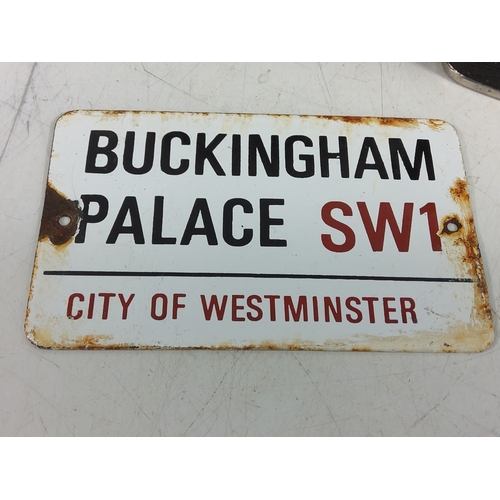 BUCKINGHAM
PALACE SW1
CITY OF WESTMINSTER